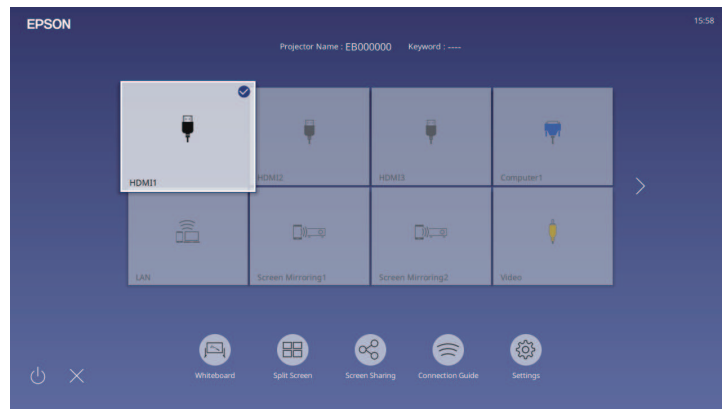 EPSON
15:58
Projector Name : EB000000 Keyword : ----
HDMI1
HDMI2
HDMI3
Computer1
LAN
Screen Mirroring1
Screen Mirroring2
Video
Whiteboard
Split Screen
Screen Sharing
Connection Guide
Settings